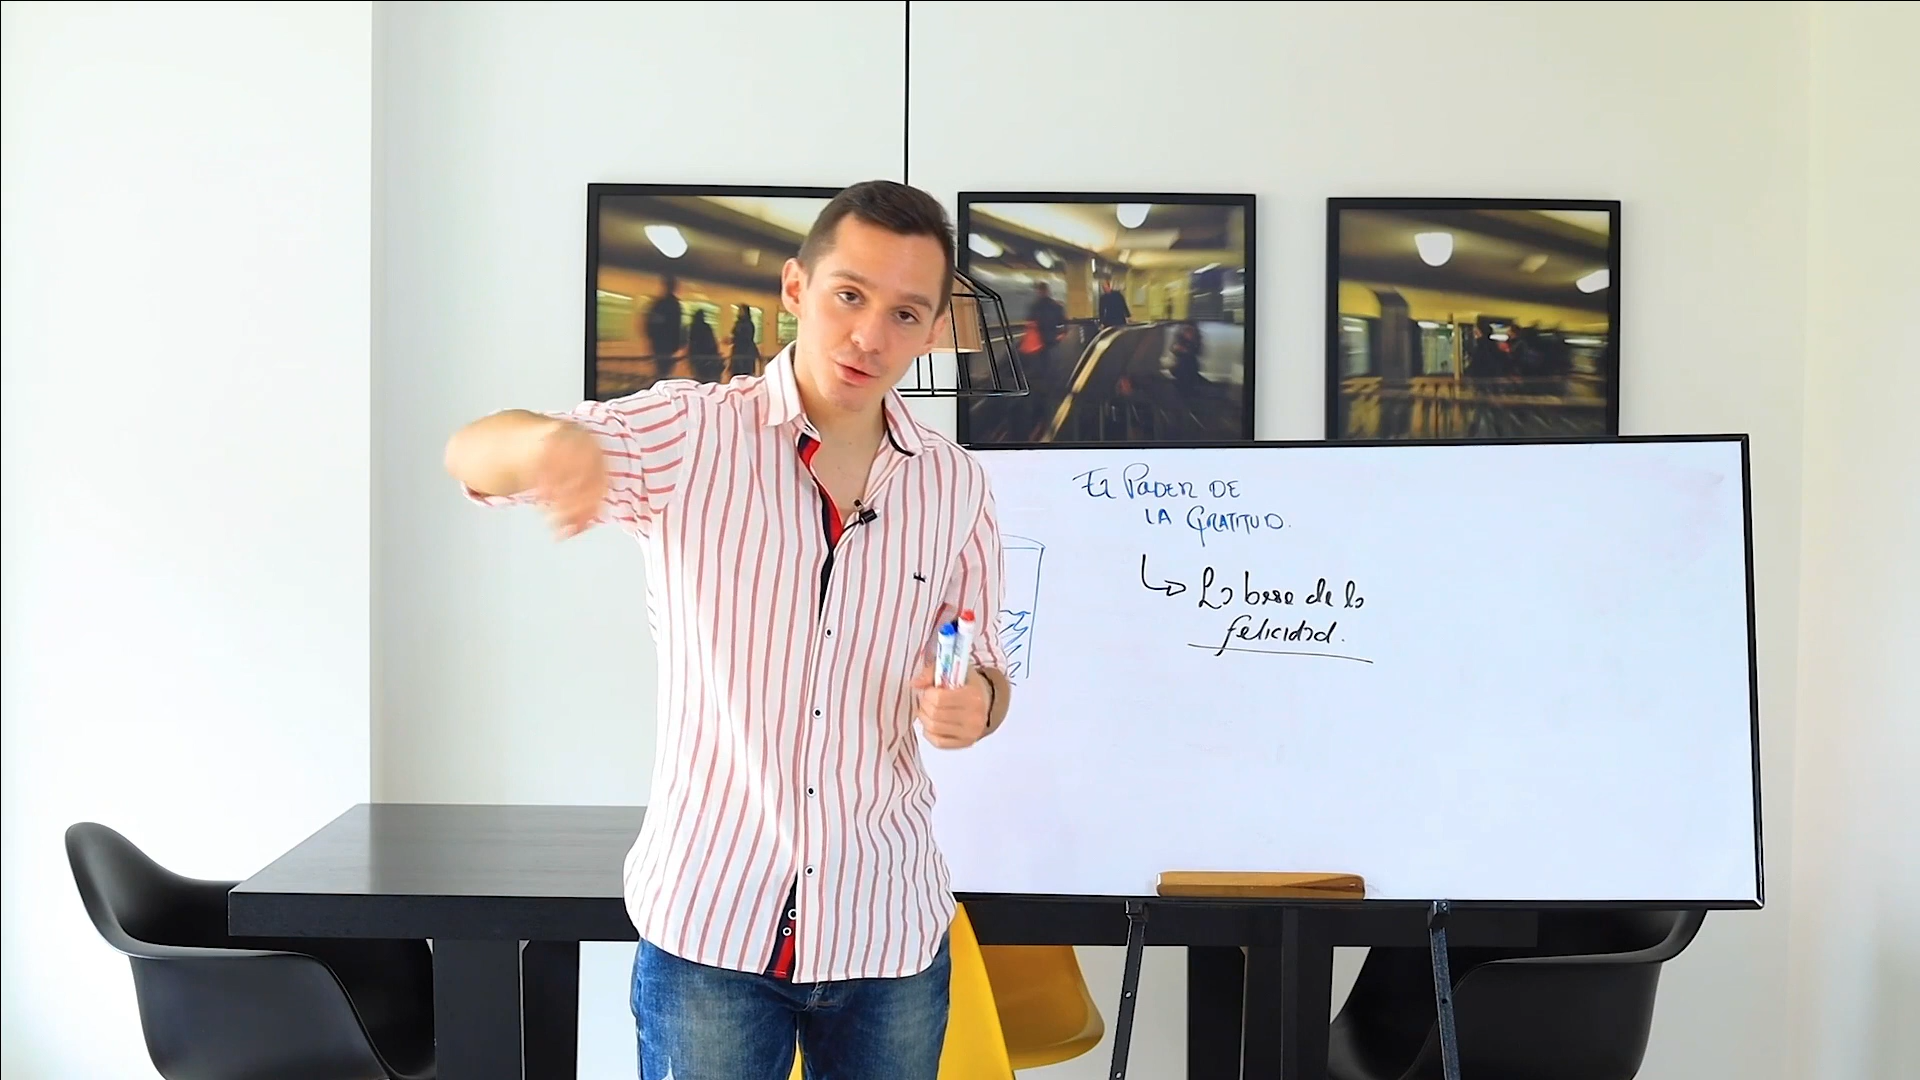 El Poder DE
LA GRATITUD.
La base de la
felicidad.